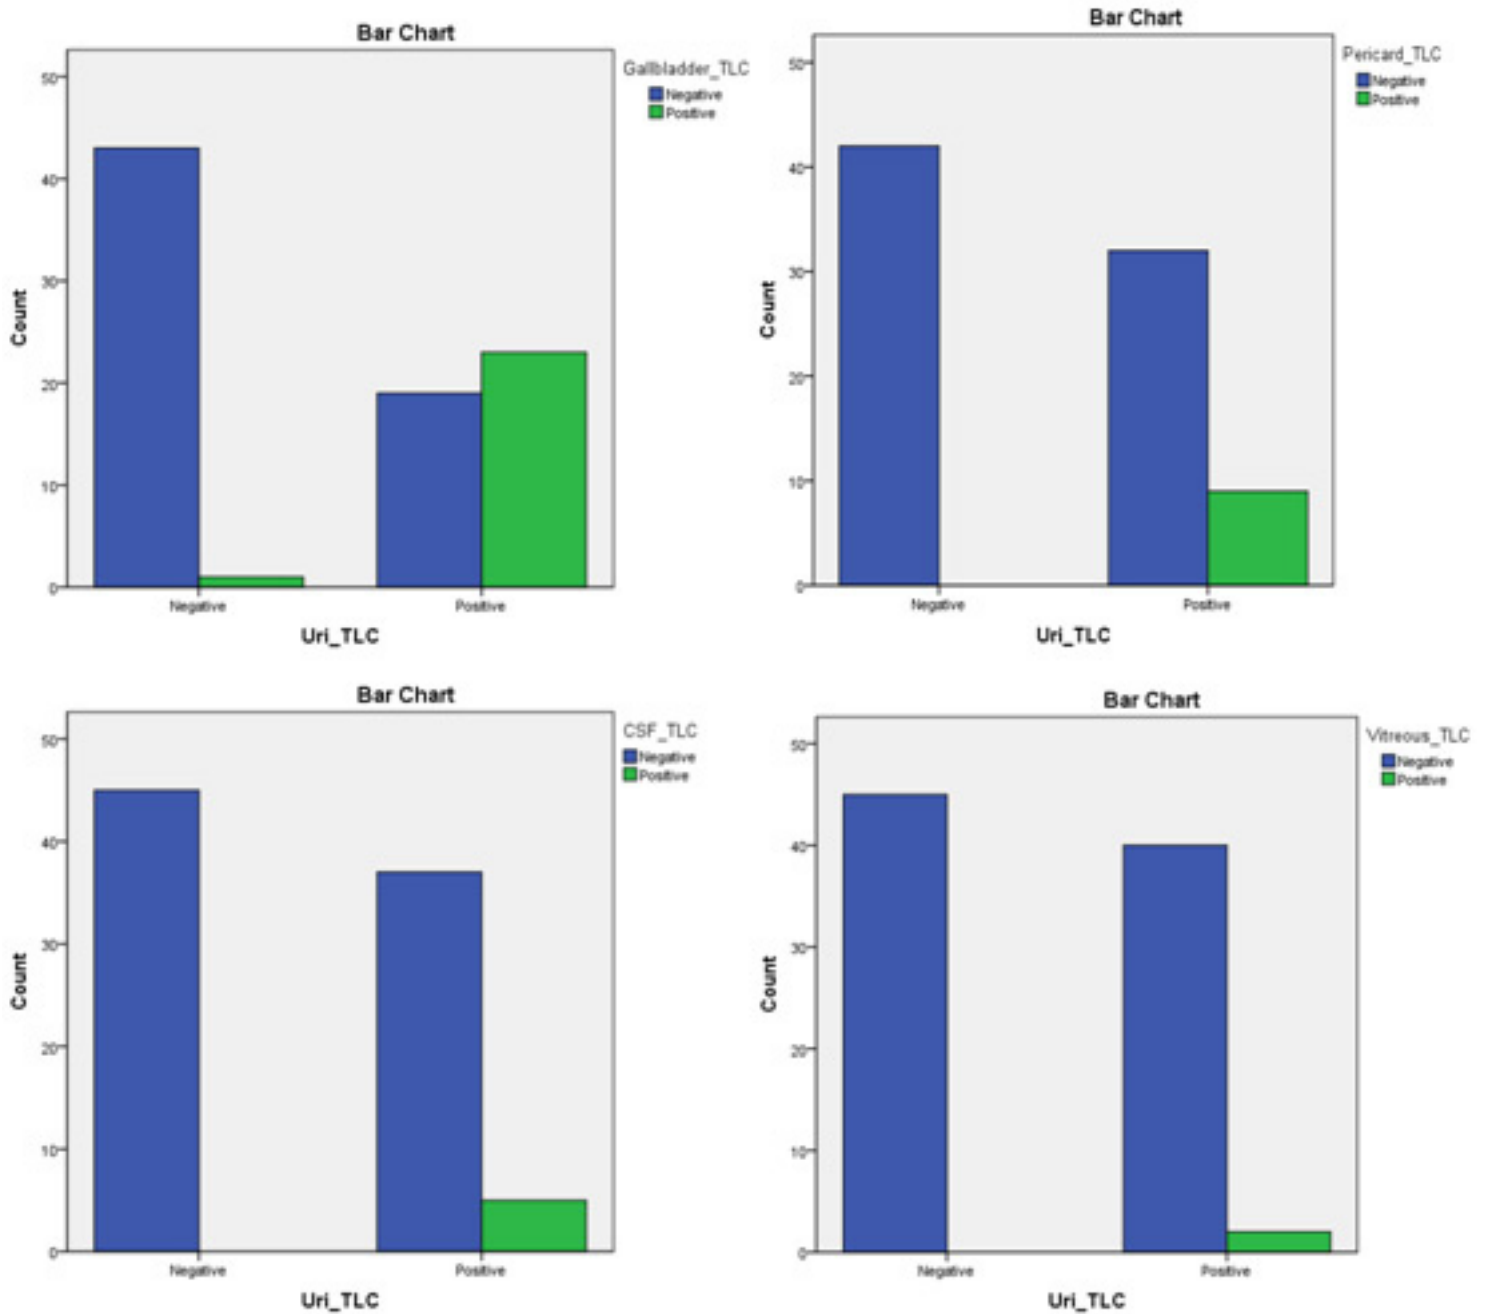 Bar Chart
Gallbladder_TLC
Negative
Positive
50
40
30
20
10
0
Count
Negative
Positive
Uri_TLC
Bar Chart
Pericard_TLC
Negative
Positive
50
40
30
20
10
0
Count
Negative
Positive
Uri_TLC
Bar Chart
CSF_TLC
Negative
Positive
50
40
30
20
10
0
Count
Negative
Positive
Uri_TLC
Bar Chart
Vitreous_TLC
Negative
Positive
50
40
30
20
10
0
Count
Negative
Positive
Uri_TLC